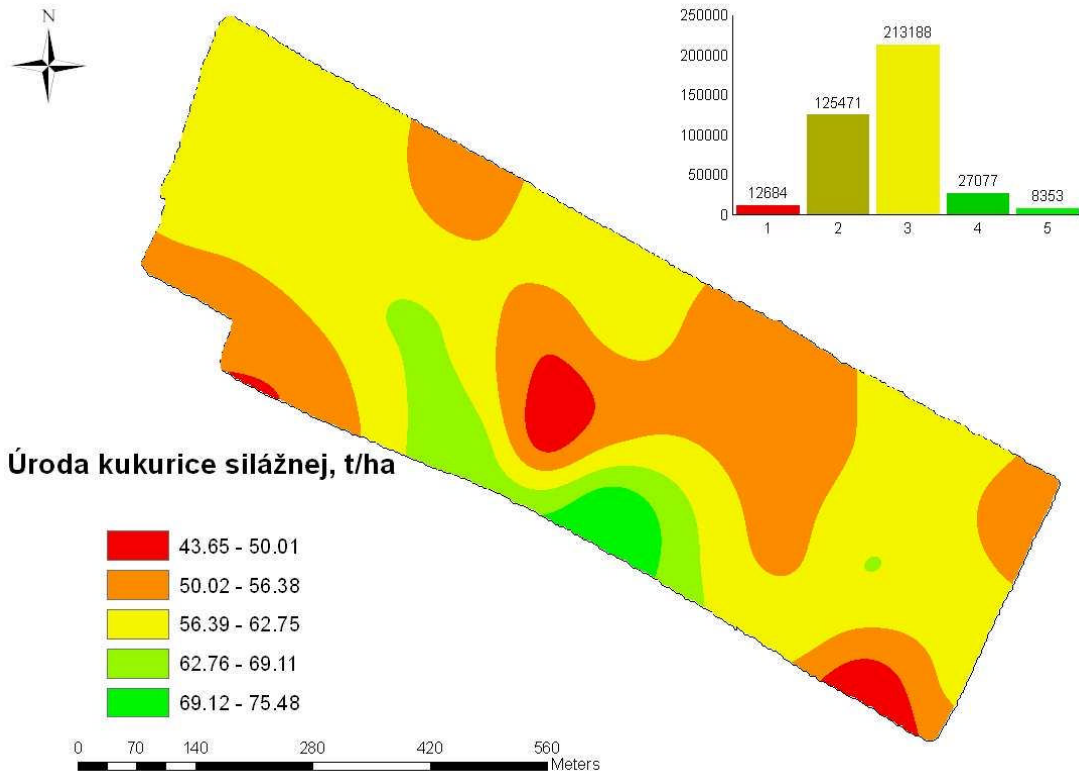 N
250000
200000
150000
100000
50000
0
12684
125471
213188
27077
8353
1 2 3 4 5
Úroda kukurice silážnej, t/ha
43.65 - 50.01
50.02 - 56.38
56.39 - 62.75
62.76 - 69.11
69.12 - 75.48
0 70 140 280 420 560
Meters